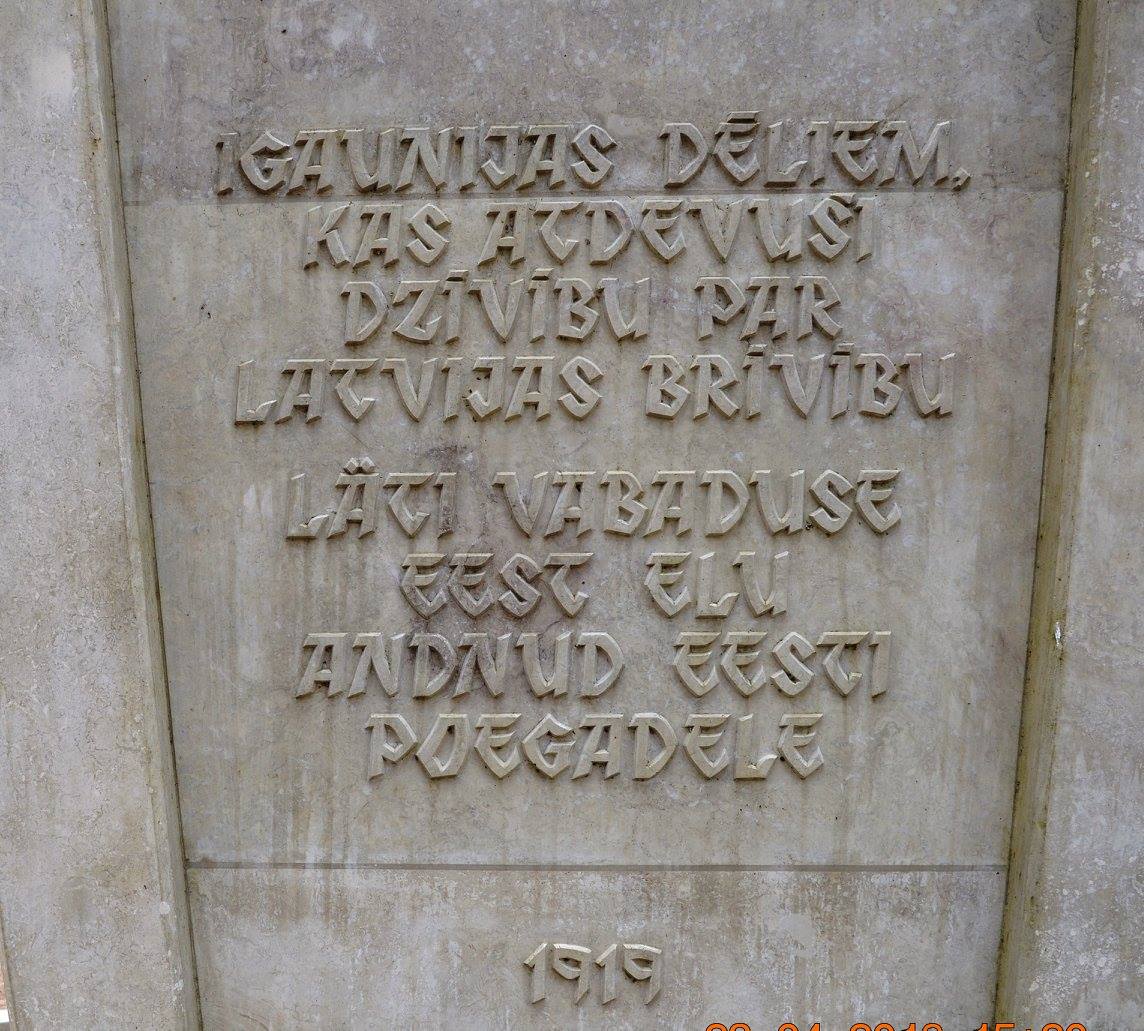 IGAUNIJAS DĒLIEM,
KAS ATDEVUŠI
DZĪVĪBU PAR
LATVIJAS BRĪVĪBU
LÄTI VABADUSE
EEST ELU
ANDNUD EESTI
POEGADELE
1919